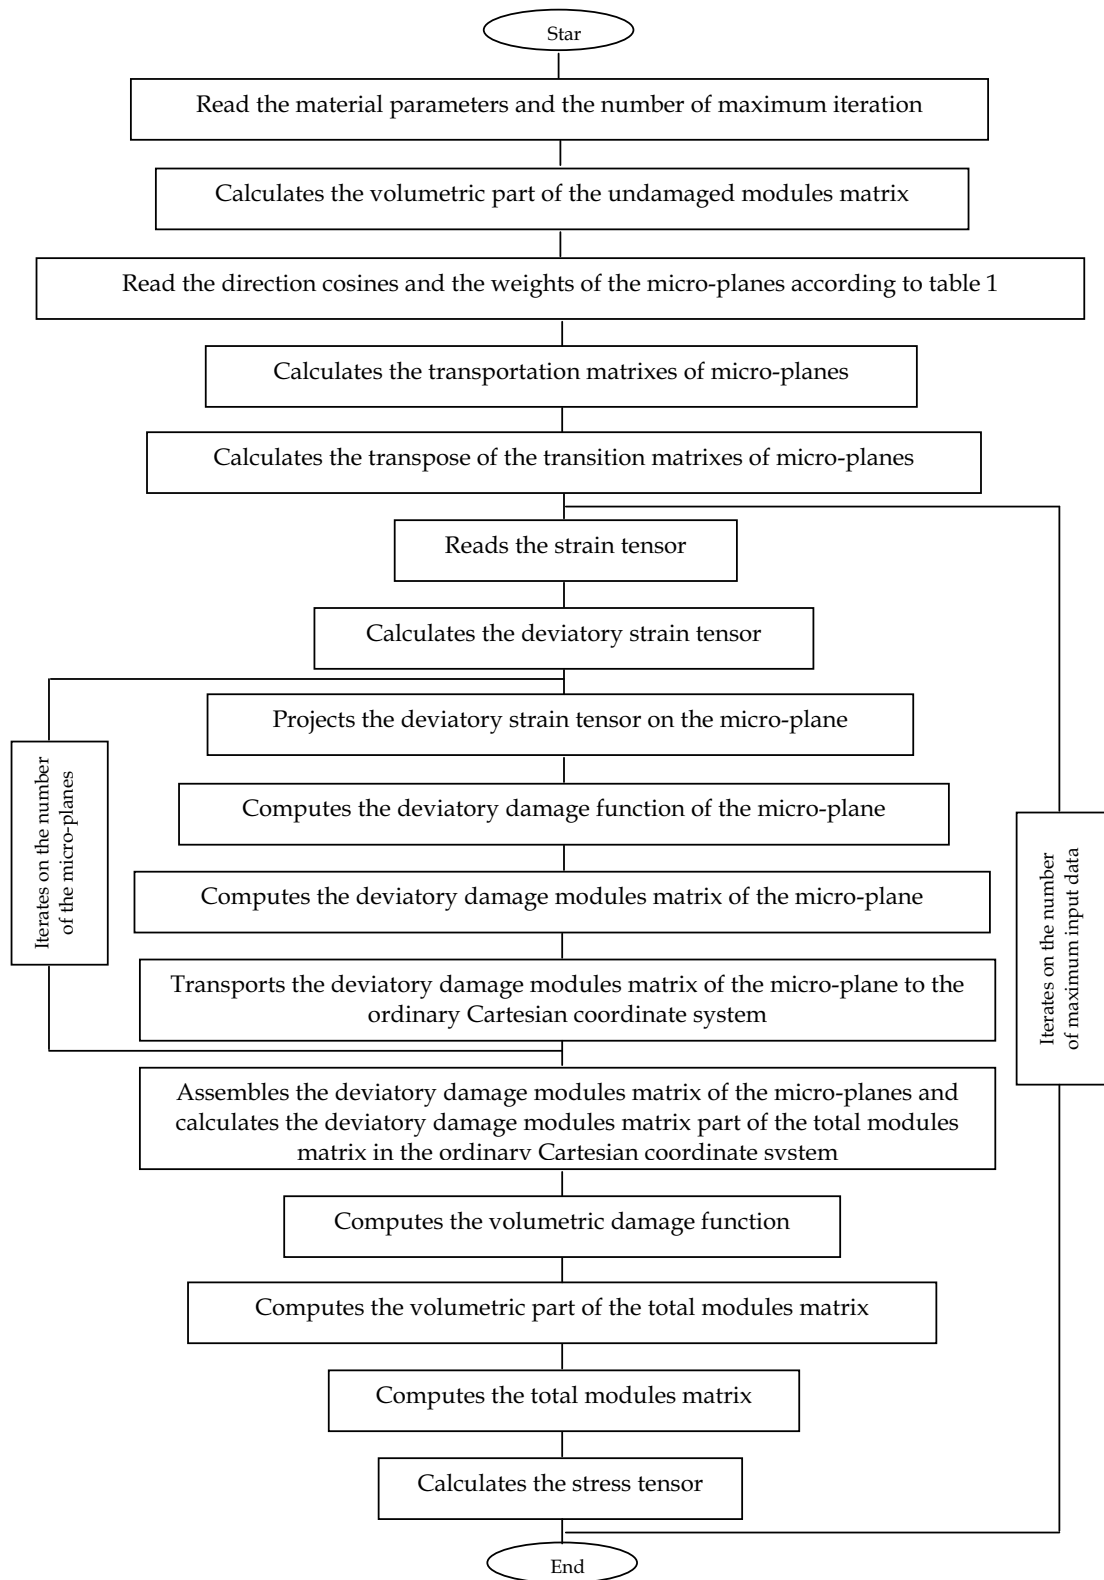 Star
Read the material parameters and the number of maximum iteration
Calculates the volumetric part of the undamaged modules matrix
Read the direction cosines and the weights of the micro-planes according to table 1
Calculates the transportation matrixes of micro-planes
Calculates the transpose of the transition matrixes of micro-planes
Reads the strain tensor
Calculates the deviatory strain tensor
Projects the deviatory strain tensor on the micro-plane
Iterates on the number
of the micro-planes
Computes the deviatory damage function of the micro-plane
Computes the deviatory damage modules matrix of the micro-plane
Iterates on the number
of maximum input data
Transports the deviatory damage modules matrix of the micro-plane to the
ordinary Cartesian coordinate system
Assembles the deviatory damage modules matrix of the micro-planes and
calculates the deviatory damage modules matrix part of the total modules
matrix in the ordinary Cartesian coordinate system
Computes the volumetric damage function
Computes the volumetric part of the total modules matrix
Computes the total modules matrix
Calculates the stress tensor
End